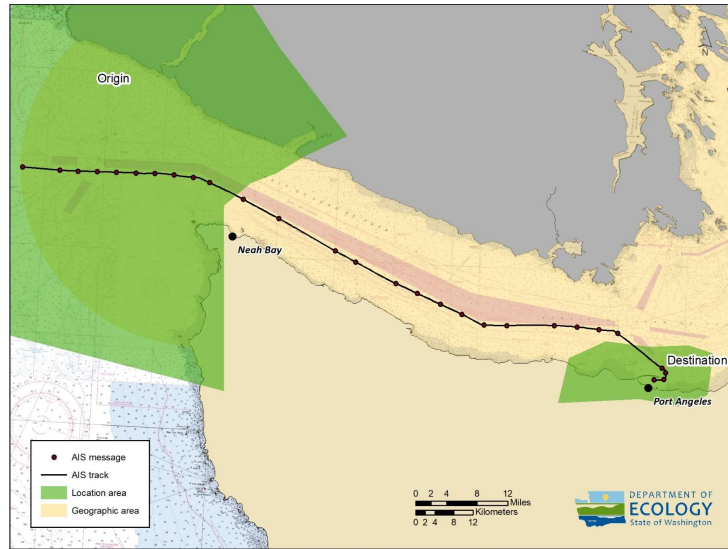 N
Origin
Neah Bay
Destination
Port Angeles
AIS message
AIS track
Location area
Geographic area
0 2 4 8 12
Miles
Kilometers
0 2 4 8 12
DEPARTMENT OF
ECOLOGY
State of Washington